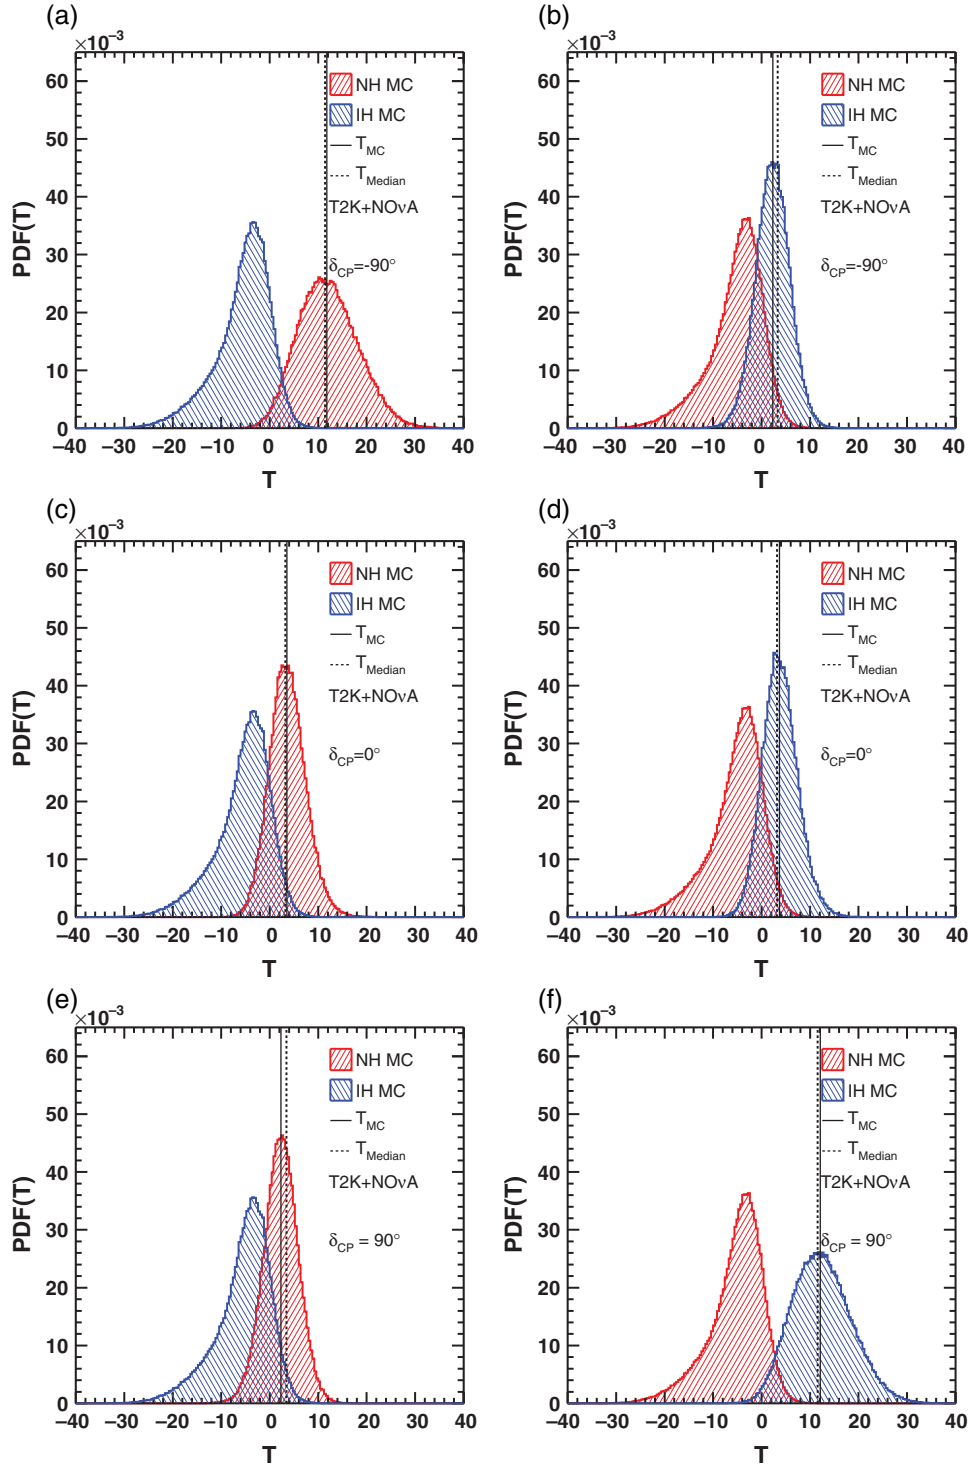 (a)
×10⁻³
60
50
40
30
20
10
0
PDF(T)
NH MC
IH MC
T_MC
T_Median
T2K+NOνA
δ_CP=-90°
–40 –30 –20 –10 0 10 20 30 40
T
(b)
×10⁻³
60
50
40
30
20
10
0
PDF(T)
NH MC
IH MC
T_MC
T_Median
T2K+NOνA
δ_CP=-90°
–40 –30 –20 –10 0 10 20 30 40
T
(c)
×10⁻³
60
50
40
30
20
10
0
PDF(T)
NH MC
IH MC
T_MC
T_Median
T2K+NOνA
δ_CP=0°
–40 –30 –20 –10 0 10 20 30 40
T
(d)
×10⁻³
60
50
40
30
20
10
0
PDF(T)
NH MC
IH MC
T_MC
T_Median
T2K+NOνA
δ_CP=0°
–40 –30 –20 –10 0 10 20 30 40
T
(e)
×10⁻³
60
50
40
30
20
10
0
PDF(T)
NH MC
IH MC
T_MC
T_Median
T2K+NOνA
δ_CP = 90°
–40 –30 –20 –10 0 10 20 30 40
T
(f)
×10⁻³
60
50
40
30
20
10
0
PDF(T)
NH MC
IH MC
T_MC
T_Median
T2K+NOνA
δ_CP = 90°
–40 –30 –20 –10 0 10 20 30 40
T